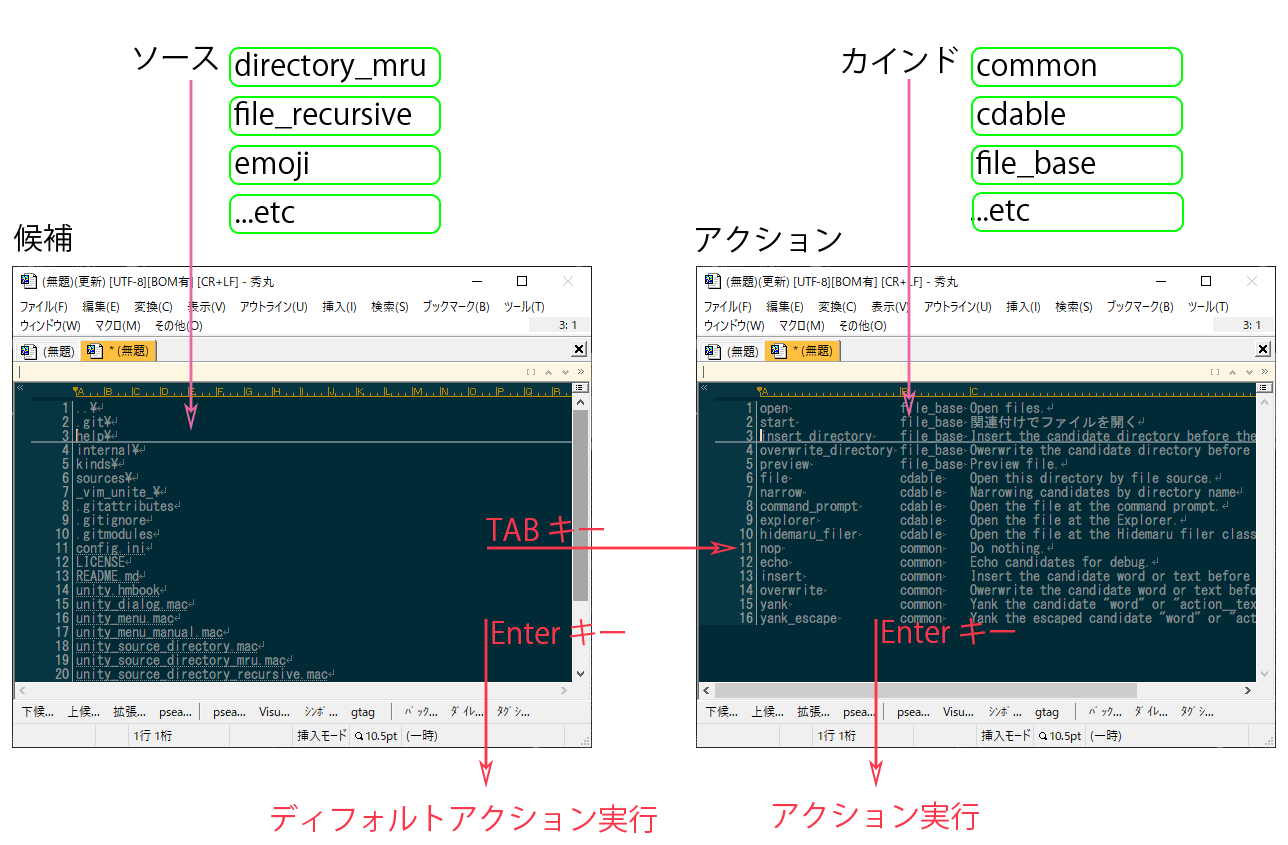 ソース
directory_mru
file_recursive
emoji
...etc
カインド
common
cdable
file_base
...etc
候補
(無題)(更新) [UTF-8][BOM有] [CR+LF] - 秀丸
ファイル(F) 編集(E) 変換(C) 表示(V) アウトライン(U) 挿入(I) 検索(S) ブックマーク(B) ツール(T)
ウィンドウ(W) マクロ(M) その他(O)
3: 1
(無題) * (無題)
A B C D E F G H I J K L M N O P Q R
1 ..\
2 .git\
3 help\
4 internal\
5 kinds\
6 sources\
7 _vim_unite_\
8 .gitattributes
9 .gitignore
10 .gitmodules
11 config.ini
12 LICENSE
13 README.md
14 unity.hmbook
15 unity_dialog.mac
16 unity_menu.mac
17 unity_menu_manual.mac
18 unity_source_directory.mac
19 unity_source_directory_mru.mac
20 unity_source_directory_recursive.mac
下候... 上候... 拡張... psea... psea... Visu... ｼﾝﾎﾞ... gtag ﾊﾞｯｸ... ﾀﾞｲﾚ... ﾀｸﾞｼ...
1行 1桁 挿入モード 10.5pt (一時)
TAB キー
Enter キー
ディフォルトアクション実行
アクション
(無題)(更新) [UTF-8][BOM有] [CR+LF] - 秀丸
ファイル(F) 編集(E) 変換(C) 表示(V) アウトライン(U) 挿入(I) 検索(S) ブックマーク(B) ツール(T)
ウィンドウ(W) マクロ(M) その他(O)
3: 1
(無題) * (無題)
A B C
1 open file_base Open files.
2 start file_base 関連付けでファイルを開く
3 insert_directory file_base Insert the candidate directory before the
4 overwrite_directory file_base Owerwrite the candidate directory before
5 preview file_base Preview file.
6 file cdable Open this directory by file source.
7 narrow cdable Narrowing candidates by directory name
8 command_prompt cdable Open the file at the command prompt.
9 explorer cdable Open the file at the Explorer.
10 hidemaru_filer cdable Open the file at the Hidemaru filer class
11 nop common Do nothing.
12 echo common Echo candidates for debug.
13 insert common Insert the candidate word or text before
14 overwrite common Owerwrite the candidate word or text befo
15 yank common Yank the candidate "word" or "action__tex
16 yank_escape common Yank the escaped candidate "word" or "act
下候... 上候... 拡張... psea... psea... Visu... ｼﾝﾎﾞ... gtag ﾊﾞｯｸ... ﾀﾞｲﾚ... ﾀｸﾞｼ...
1行 1桁 挿入モード 10.5pt (一時)
Enter キー
アクション実行